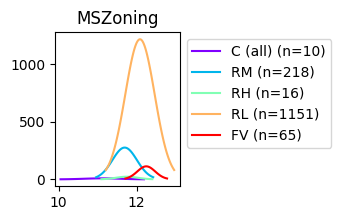 MSZoning
1000
500
0
10
12
C (all) (n=10)
RM (n=218)
RH (n=16)
RL (n=1151)
FV (n=65)